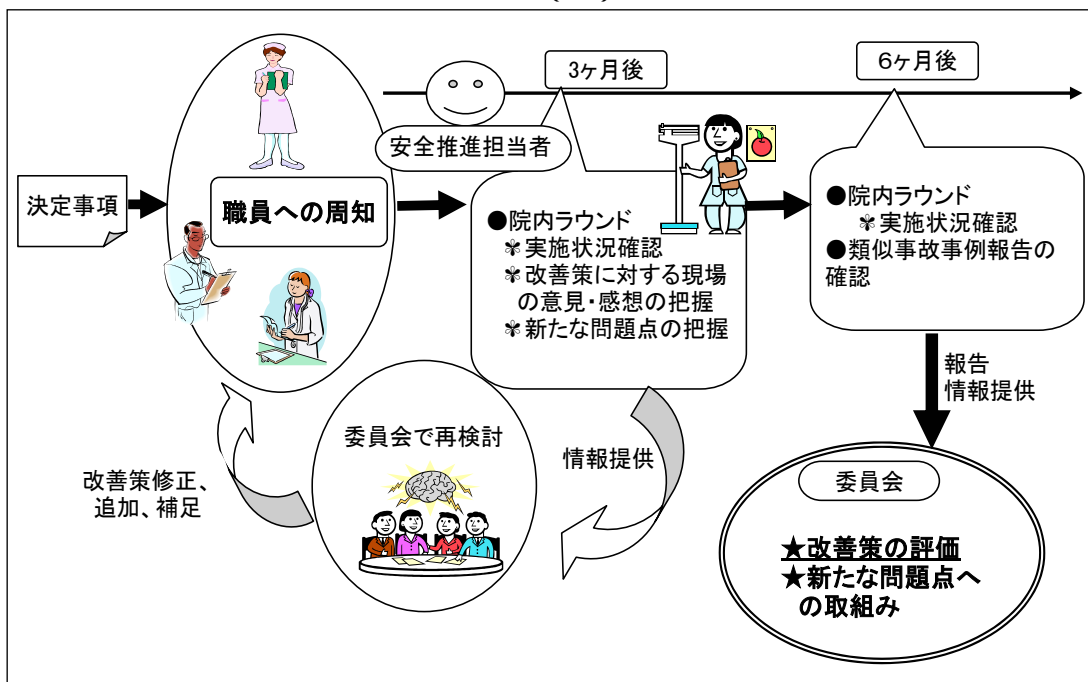 3ヶ月後
6ヶ月後
安全推進担当者
決定事項
職員への周知
●院内ラウンド
✾実施状況確認
✾改善策に対する現場
の意見・感想の把握
✾新たな問題点の把握
●院内ラウンド
✾実施状況確認
●類似事故事例報告の
確認
報告
情報提供
委員会で再検討
情報提供
改善策修正、
追加、補足
委員会
★改善策の評価
★新たな問題点へ
の取組み